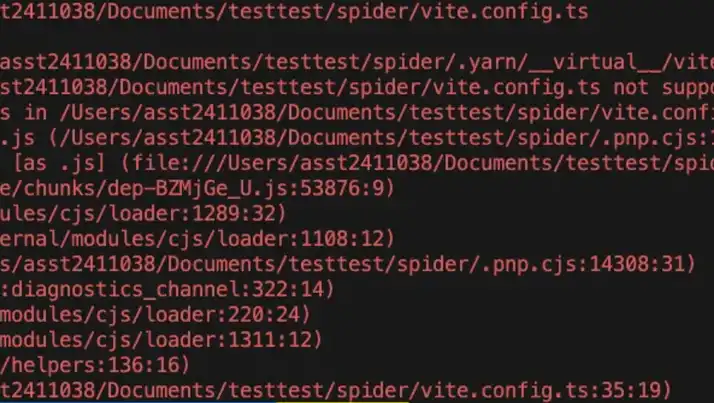 t2411038/Documents/testtest/spider/vite.config.ts
asst2411038/Documents/testtest/spider/.yarn/__virtual__/vite
st2411038/Documents/testtest/spider/vite.config.ts not suppo
s in /Users/asst2411038/Documents/testtest/spider/vite.confi
.js (/Users/asst2411038/Documents/testtest/spider/.pnp.cjs:1
[as .js] (file:///Users/asst2411038/Documents/testtest/spid
e/chunks/dep-BZMjGe_U.js:53876:9)
ules/cjs/loader:1289:32)
ernal/modules/cjs/loader:1108:12)
s/asst2411038/Documents/testtest/spider/.pnp.cjs:14308:31)
:diagnostics_channel:322:14)
modules/cjs/loader:220:24)
modules/cjs/loader:1311:12)
/helpers:136:16)
t2411038/Documents/testtest/spider/vite.config.ts:35:19)